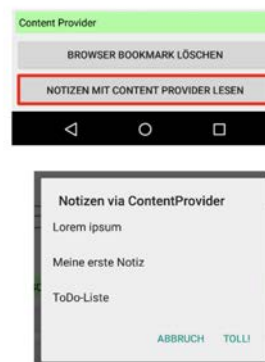 Content Provider
BROWSER BOOKMARK LÖSCHEN
NOTIZEN MIT CONTENT PROVIDER LESEN
Notizen via ContentProvider
Lorem ipsum
Meine erste Notiz
ToDo-Liste
ABBRUCH TOLL!